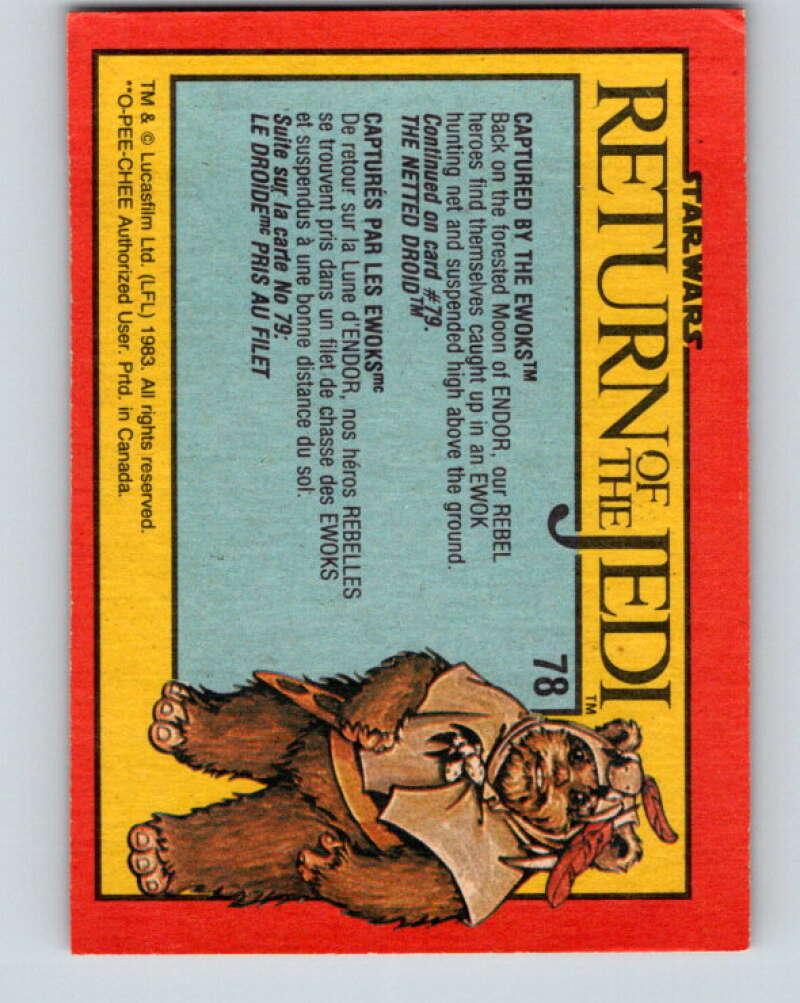 STAR WARS
RETURN OF THE JEDI™
78
CAPTURED BY THE EWOKS™
Back on the forested Moon of ENDOR, our REBEL
heroes find themselves caught up in an EWOK
hunting net and suspended high above the ground.
Continued on card #79.
THE NETTED DROID™
CAPTURÉS PAR LES EWOKSmc
De retour sur la Lune d'ENDOR, nos héros REBELLES
se trouvent pris dans un filet de chasse des EWOKS
et suspendus à une bonne distance du sol.
Suite sur la carte No 79:
LE DROÏDEmc PRIS AU FILET
TM & © Lucasfilm Ltd. (LFL) 1983. All rights reserved.
**O-PEE-CHEE Authorized User. Prtd. in Canada.